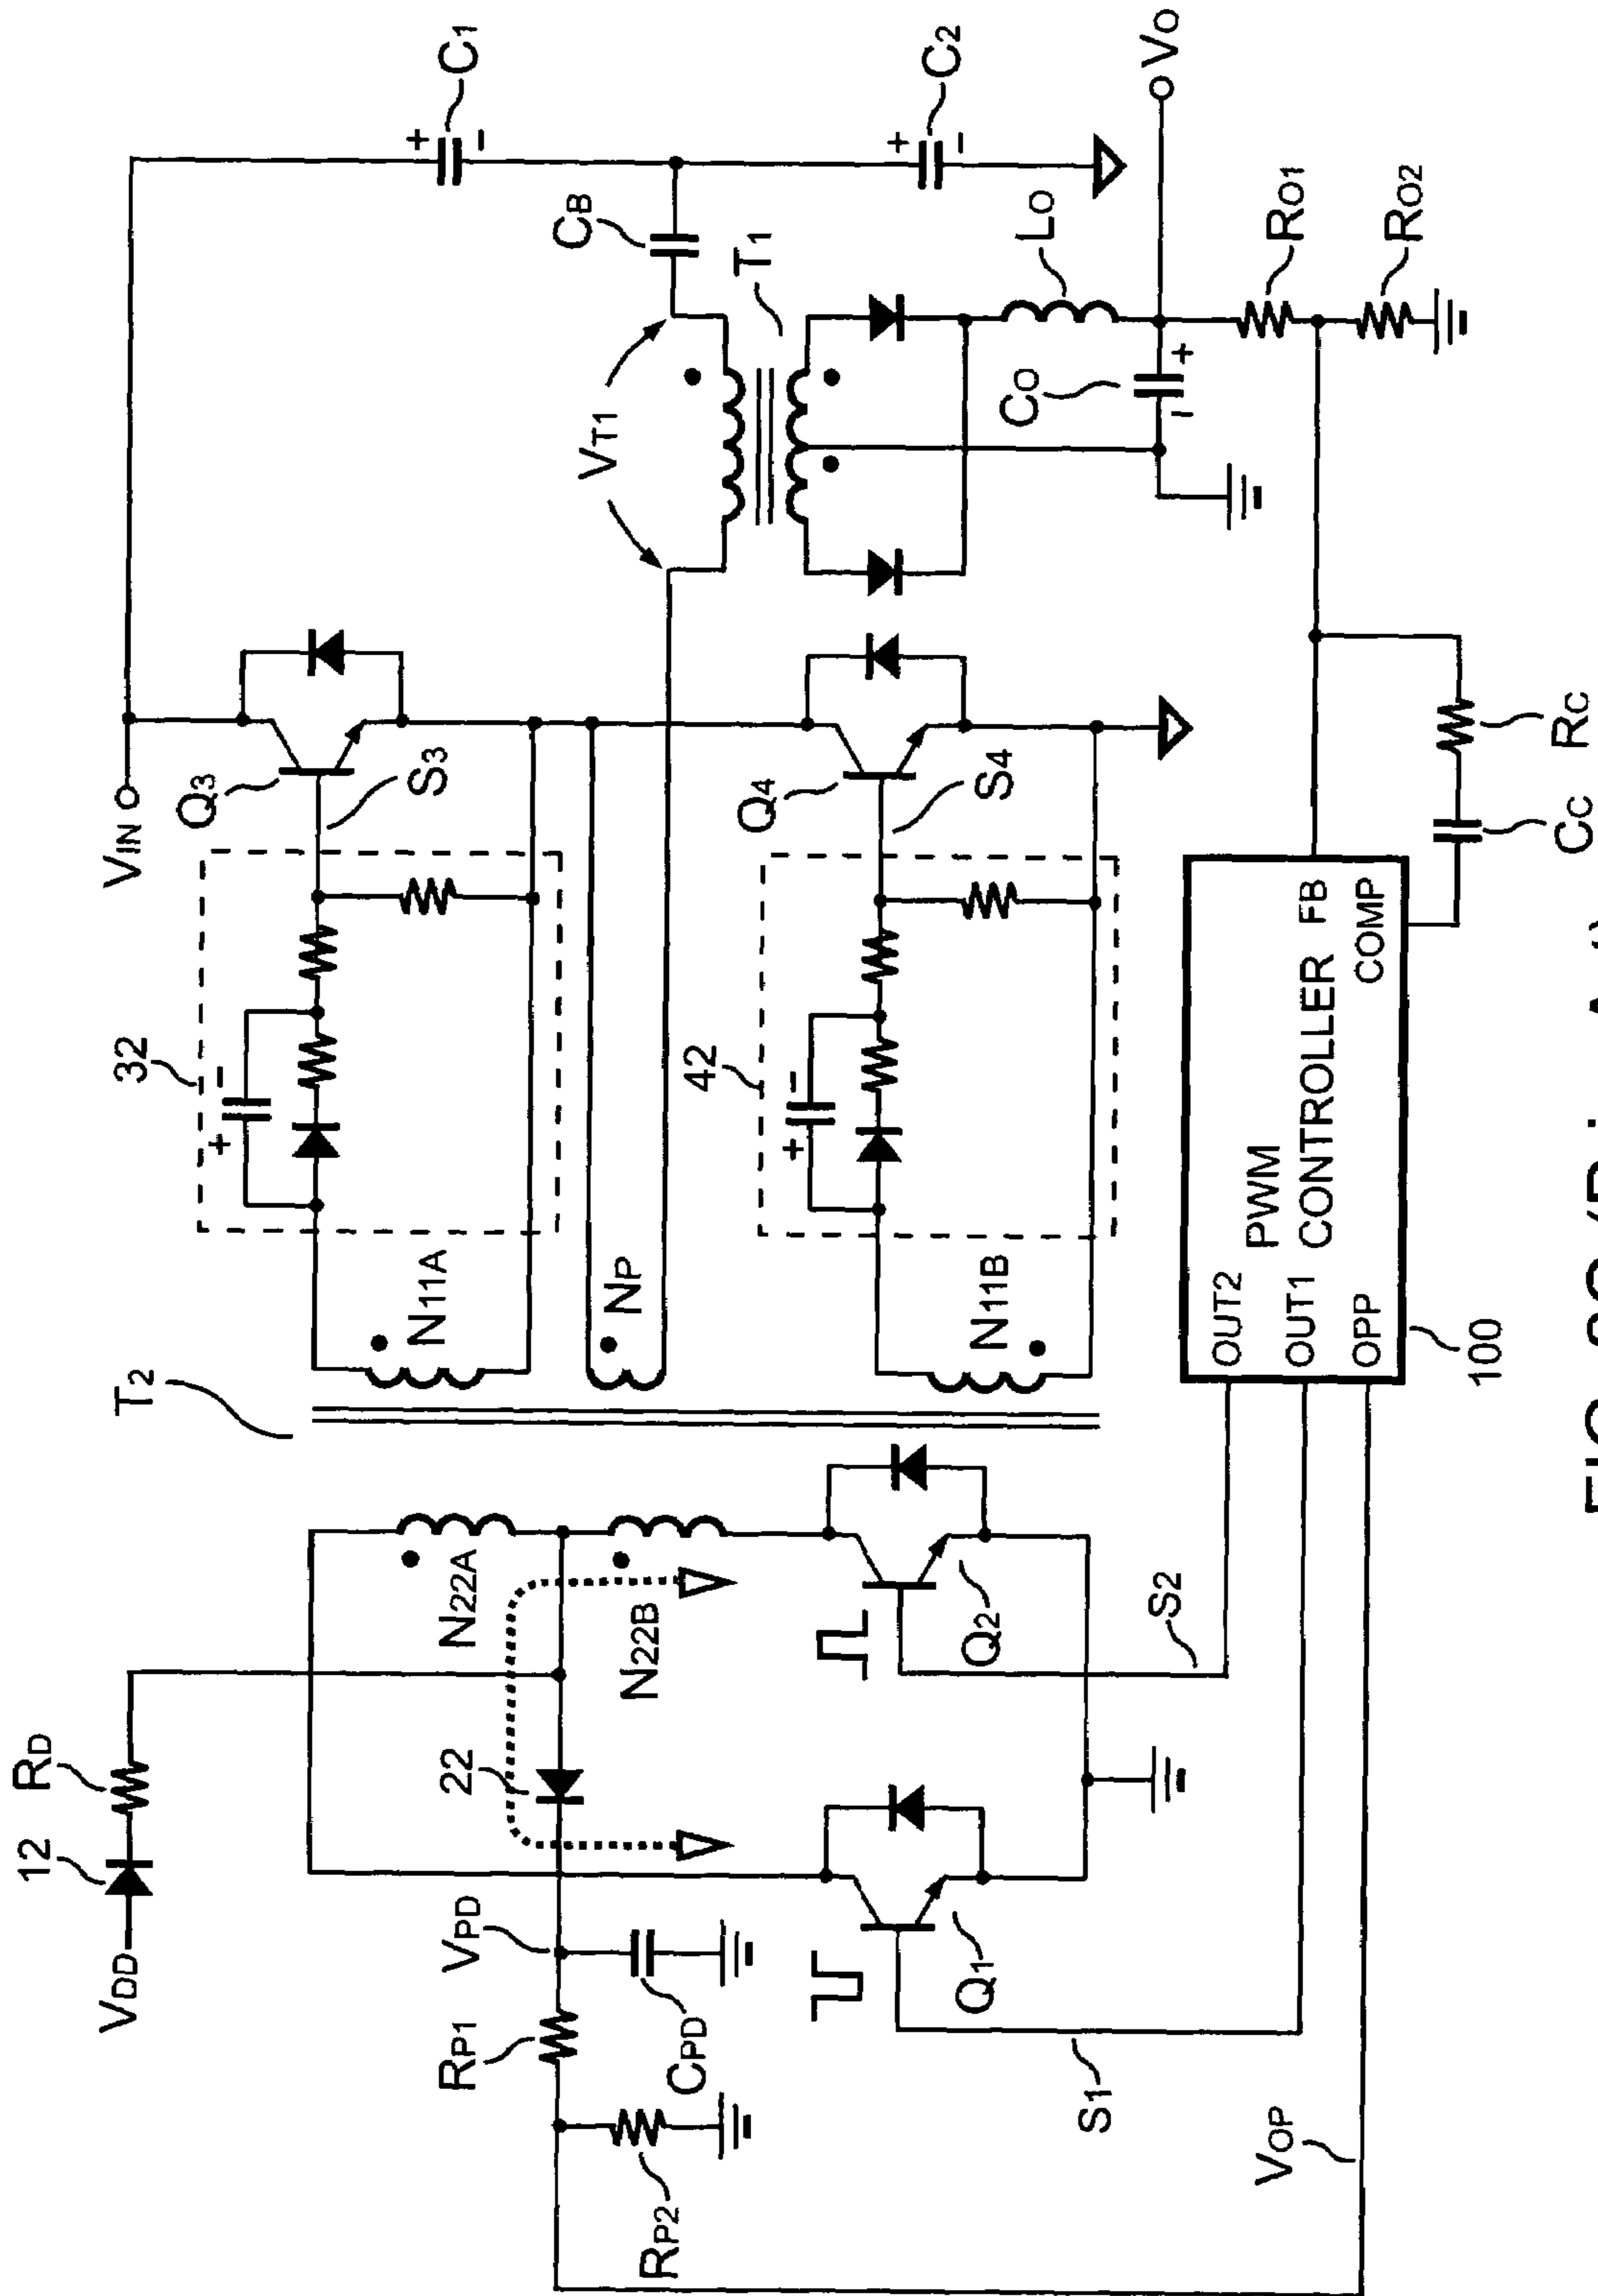 VDD
12
RD
T2
32
VIN
Q3
S3
C1
N11A
NP
VT1
CB
T1
C2
N22A
N22B
22
VPD
RP1
CPD
RP2
42
Q4
S4
N11B
LO
CO
VO
RO1
RO2
Q1
Q2
S1
S2
VOP
OUT2
OUT1
OPP
PWM
CONTROLLER
FB
COMP
100
CC
RC
+
−
+
−
+
−
+
−
+
−